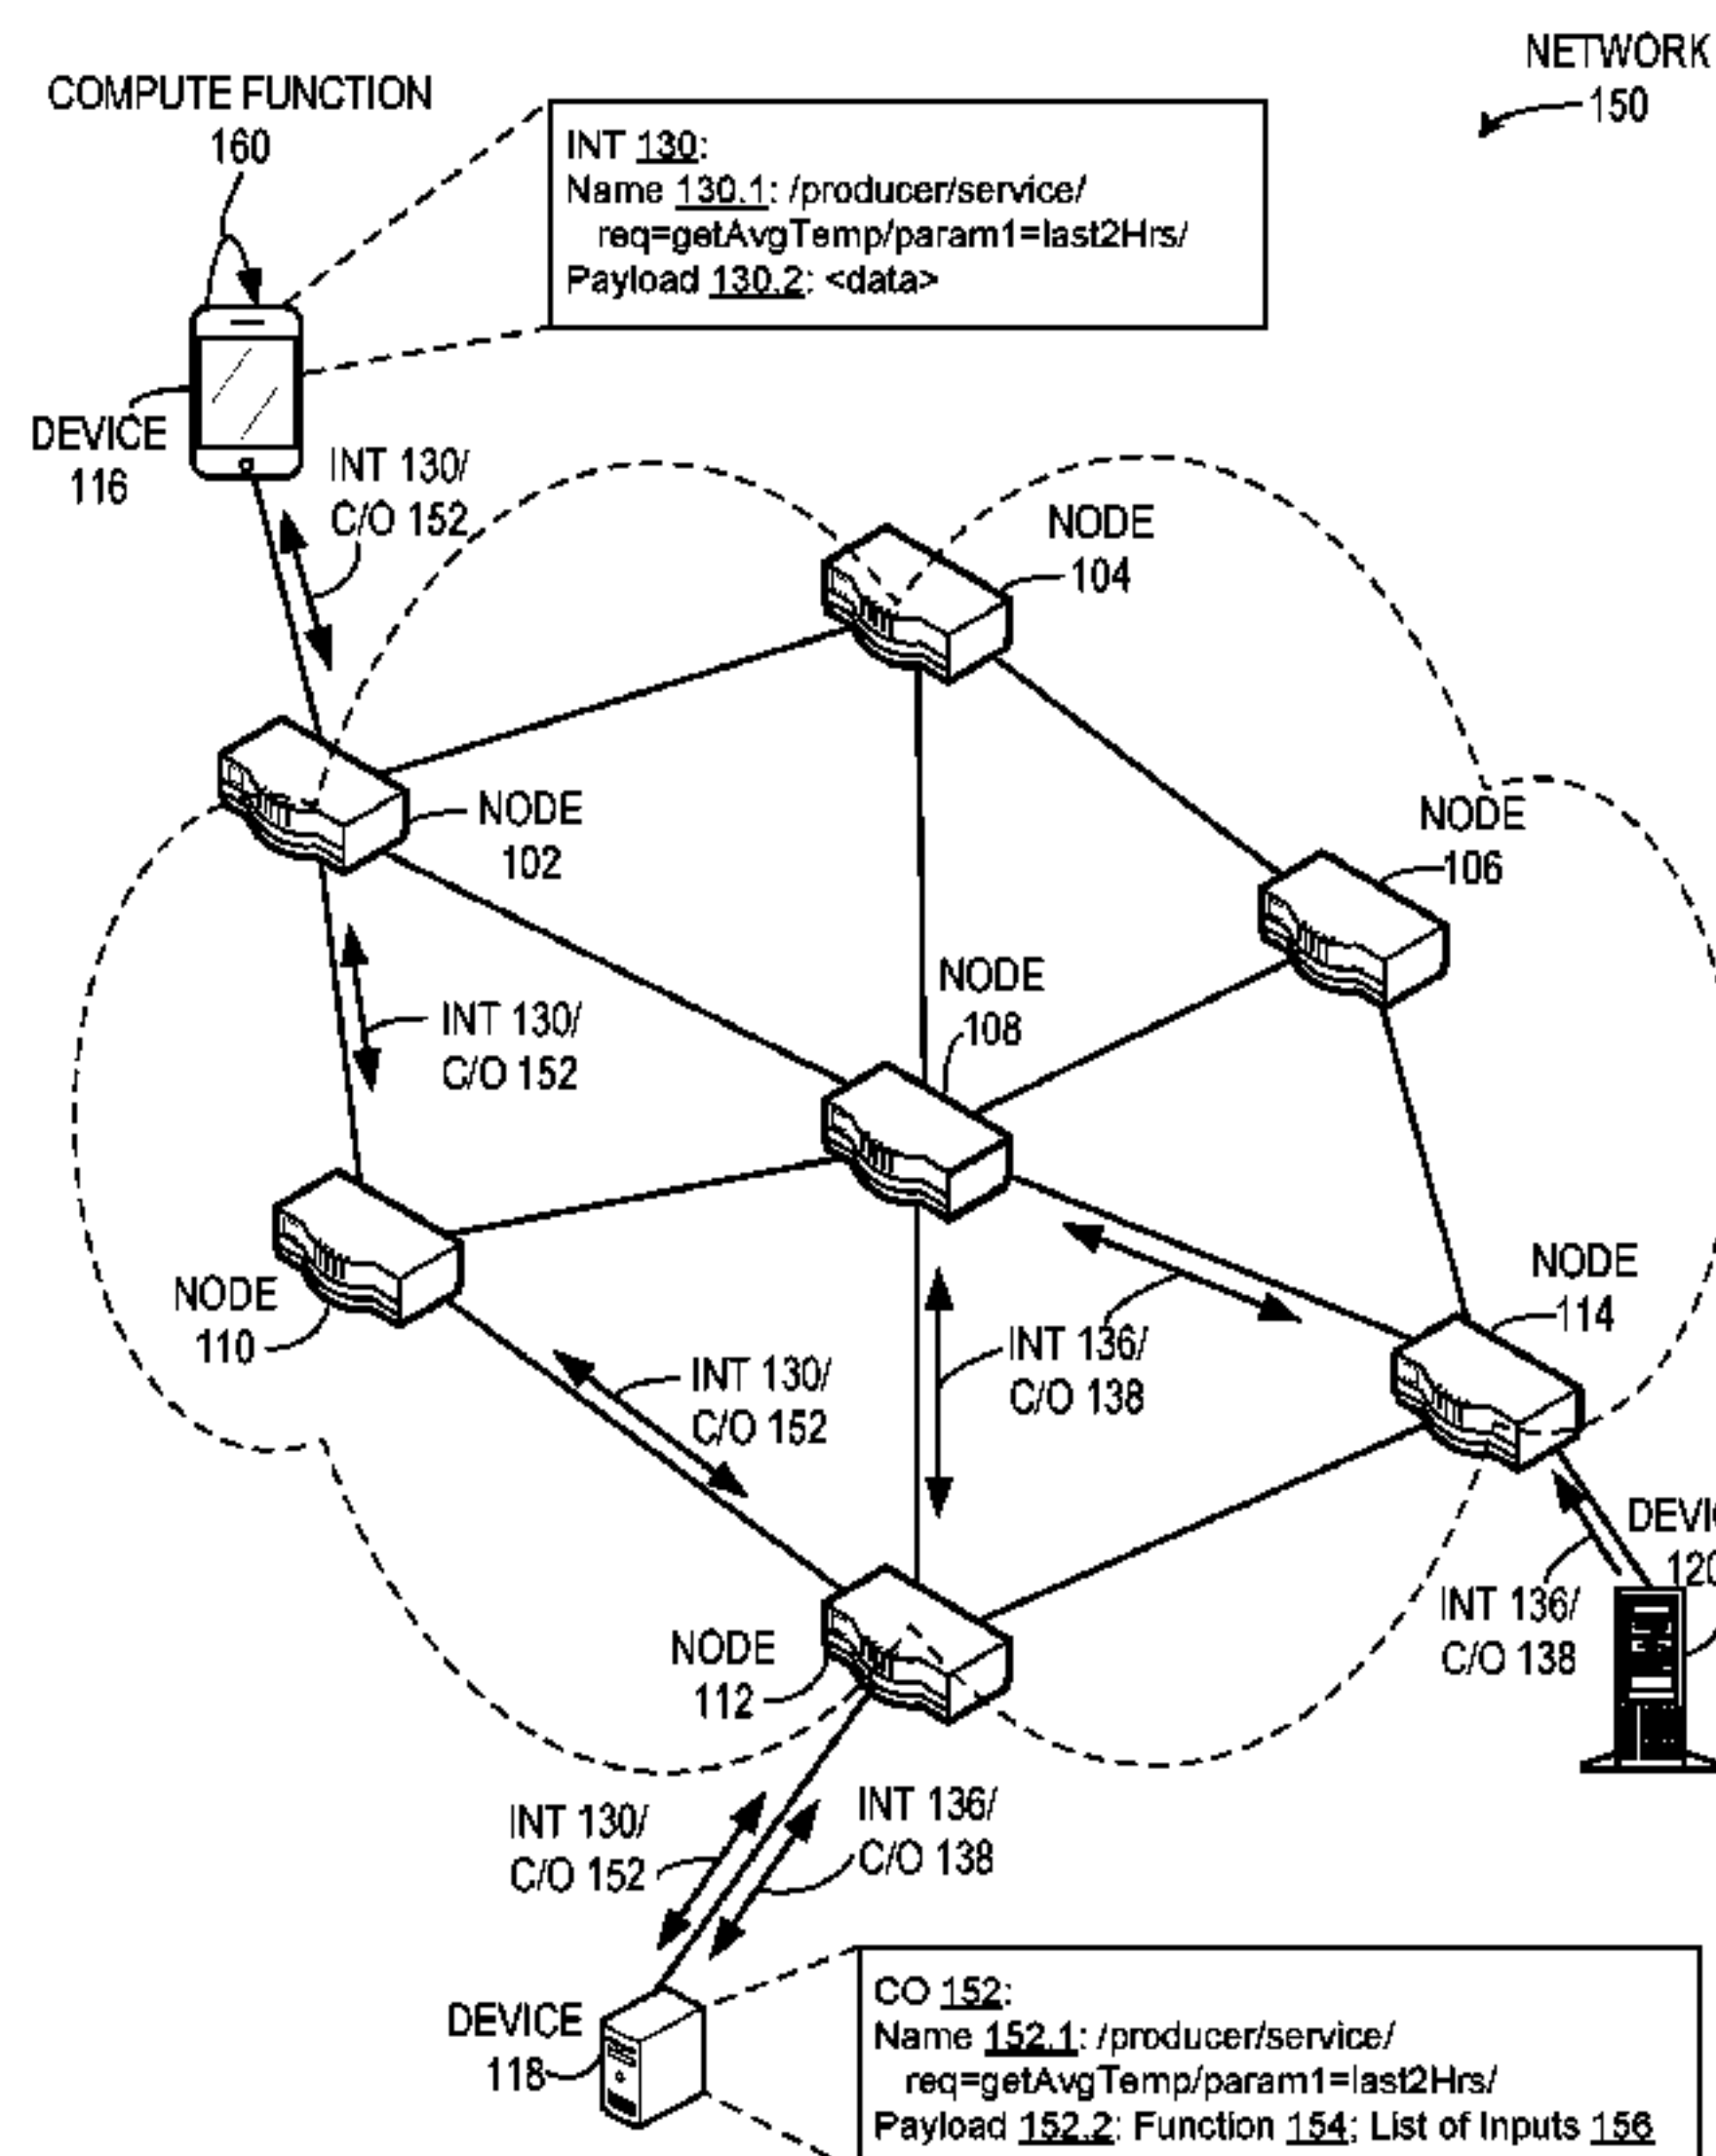 NETWORK
150
COMPUTE FUNCTION
160
INT 130:
Name 130.1: /producer/service/
req=getAvgTemp/param1=last2Hrs/
Payload 130.2: <data>
DEVICE
116
INT 130/
C/O 152
NODE
104
NODE
102
NODE
106
INT 130/
C/O 152
NODE
108
NODE
110
INT 130/
C/O 152
INT 136/
C/O 138
NODE
114
NODE
112
INT 136/
C/O 138
INT 130/
C/O 152
INT 136/
C/O 138
DEVICE
118
CO 152:
Name 152.1: /producer/service/
req=getAvgTemp/param1=last2Hrs/
Payload 152.2: Function 154; List of Inputs 156